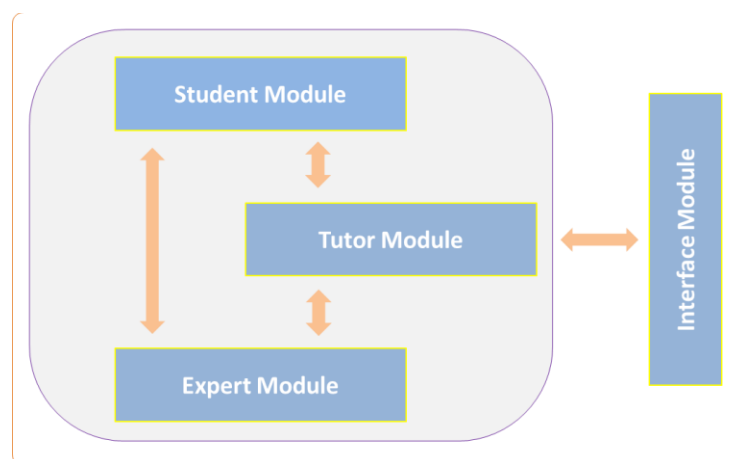 Student Module
Tutor Module
Interface Module
Expert Module